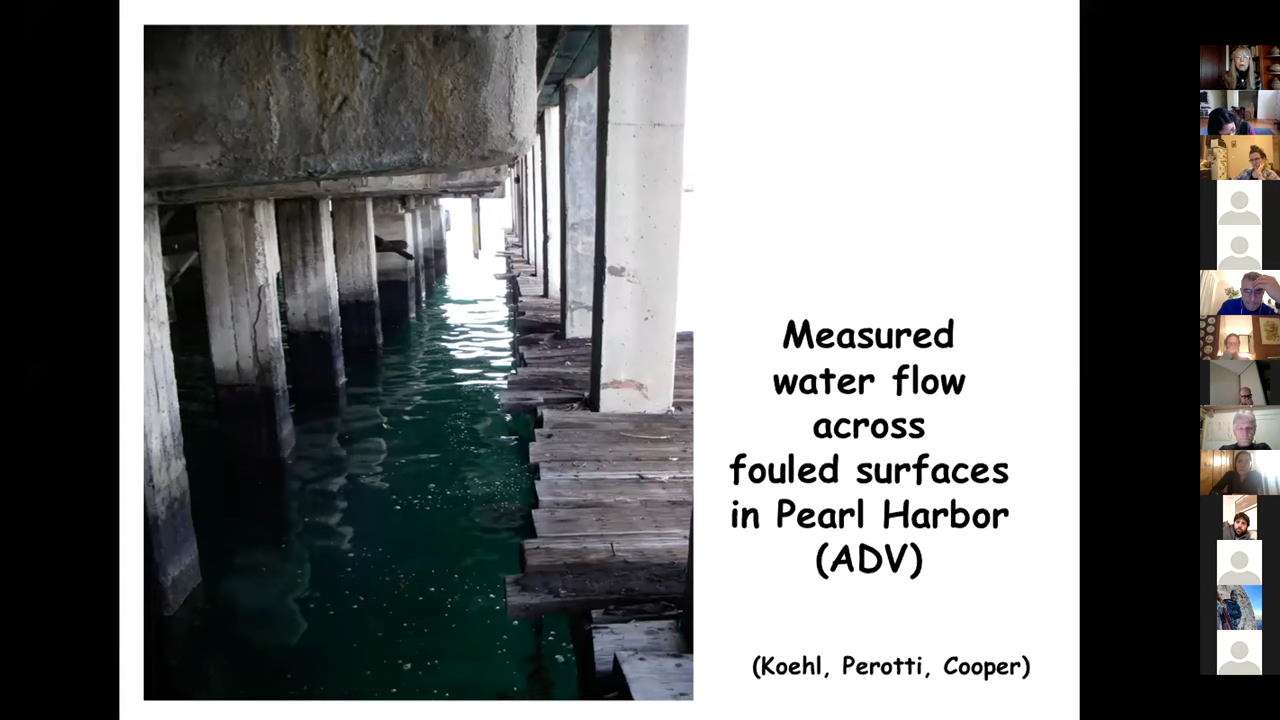 Measured
water flow
across
fouled surfaces
in Pearl Harbor
(ADV)
(Koehl, Perotti, Cooper)